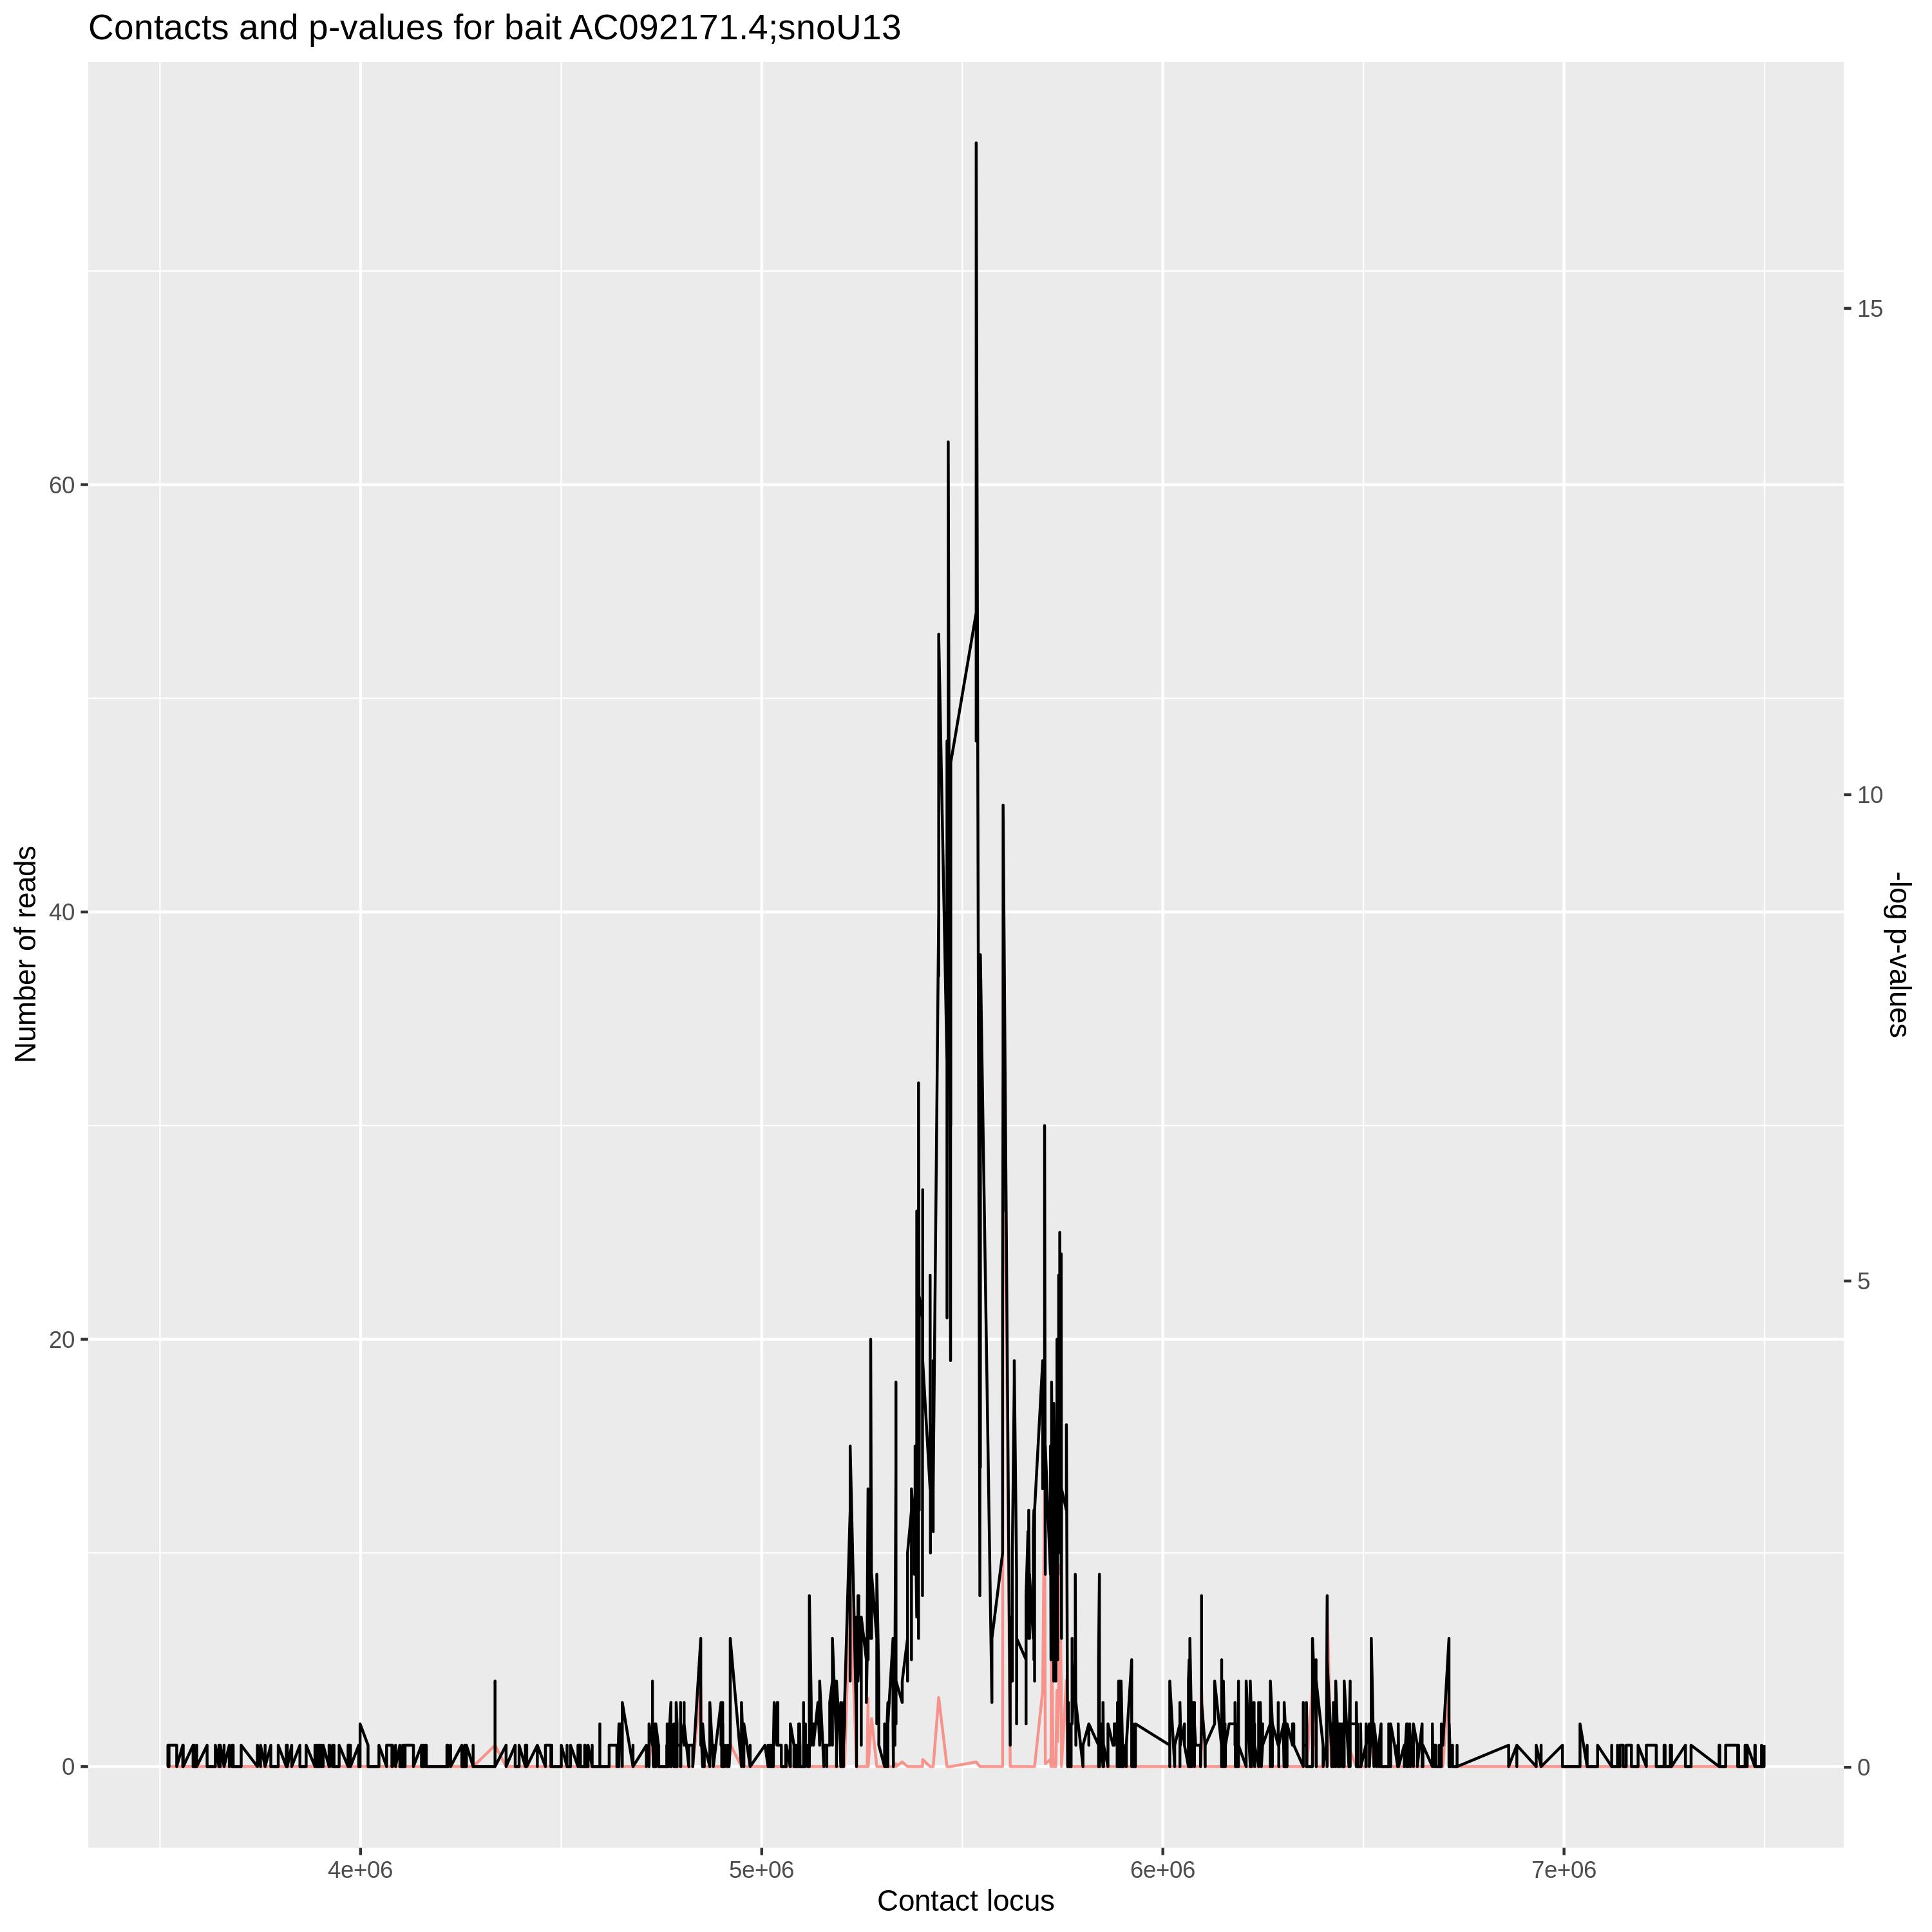 Contacts and p-values for bait AC092171.4;snoU13
Number of reads
60
40
20
0
15
10
5
0
-log p-values
4e+06
5e+06
6e+06
7e+06
Contact locus